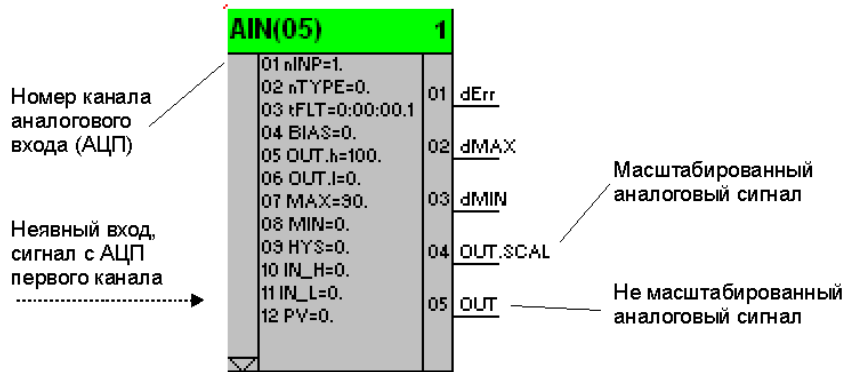 AIN(05) 1
01 nINP=1.
02 nTYPE=0.
03 tFLT=0:00:00.1
04 BIAS=0.
05 OUT.h=100.
06 OUT.l=0.
07 MAX=90.
08 MIN=0.
09 HYS=0.
10 IN_H=0.
11 IN_L=0.
12 PV=0.
01 dErr
02 dMAX
03 dMIN
04 OUT.SCAL
05 OUT
Номер канала
аналогового
входа (АЦП)
Неявный вход,
сигнал с АЦП
первого канала
Масштабированный
аналоговый сигнал
Не масштабированный
аналоговый сигнал